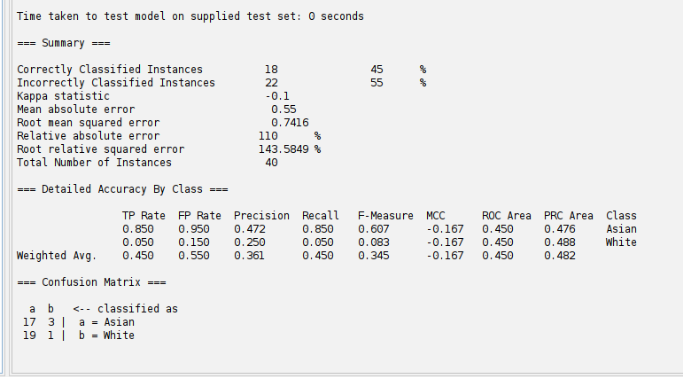 Time taken to test model on supplied test set: 0 seconds
=== Summary ===
Correctly Classified Instances 18 45 %
Incorrectly Classified Instances 22 55 %
Kappa statistic -0.1
Mean absolute error 0.55
Root mean squared error 0.7416
Relative absolute error 110 %
Root relative squared error 143.5849 %
Total Number of Instances 40
=== Detailed Accuracy By Class ===
TP Rate FP Rate Precision Recall F-Measure MCC ROC Area PRC Area Class
0.850 0.950 0.472 0.850 0.607 -0.167 0.450 0.476 Asian
0.050 0.150 0.250 0.050 0.083 -0.167 0.450 0.488 White
Weighted Avg. 0.450 0.550 0.361 0.450 0.345 -0.167 0.450 0.482
=== Confusion Matrix ===
a b <-- classified as
17 3 | a = Asian
19 1 | b = White